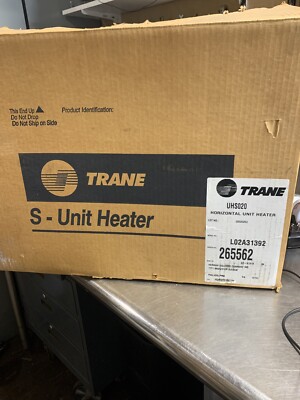 This End Up
Do Not Drop
Do Not Ship on Side
Product Identification:
TRANE
S - Unit Heater
TRANE
UHS020
HORIZONTAL UNIT HEATER
L02A31392
265562